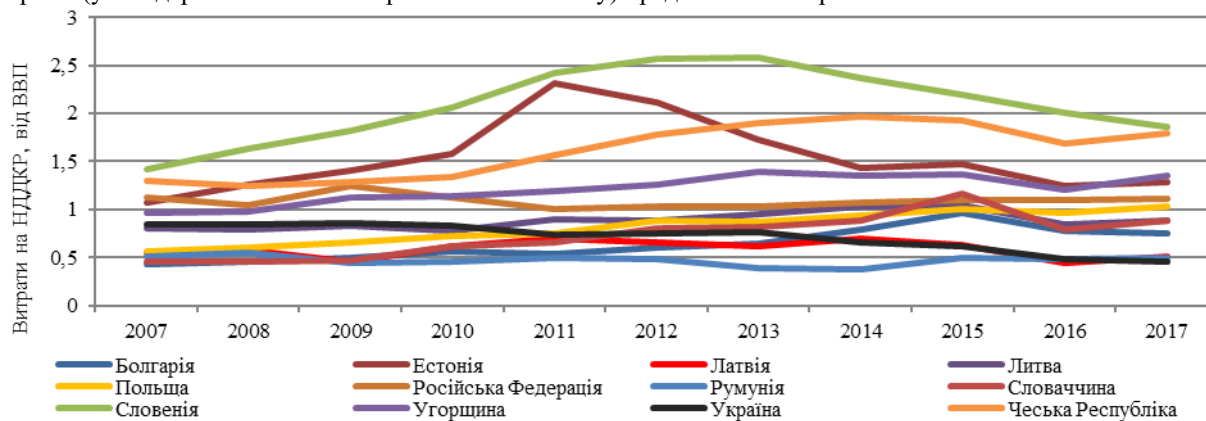 3
2,5
2
1,5
1
0,5
0
Витрати на НДДКР, від ВВП
2007 2008 2009 2010 2011 2012 2013 2014 2015 2016 2017
Болгарія Естонія Латвія Литва
Польща Російська Федерація Румунія Словаччина
Словенія Угорщина Україна Чеська Республіка